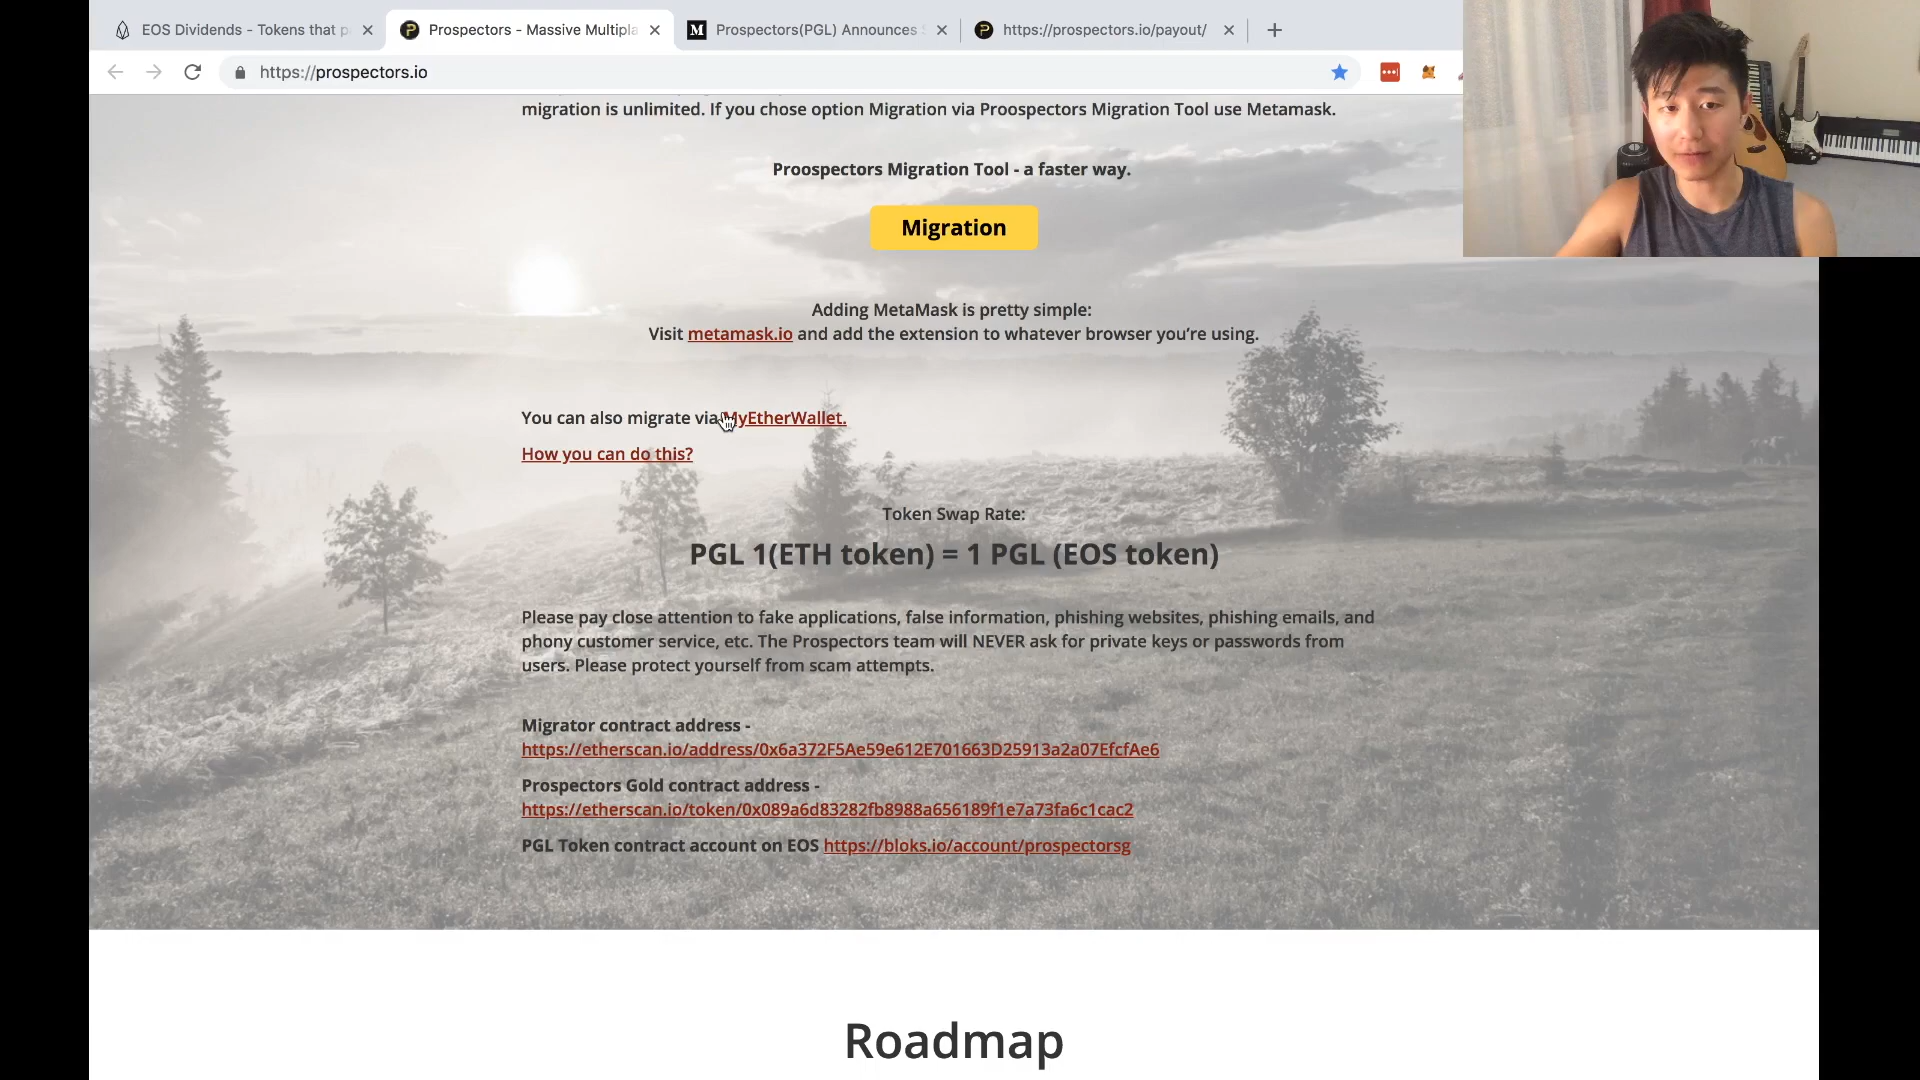 EOS Dividends - Tokens that p
Prospectors - Massive Multipla
Prospectors(PGL) Announces S
https://prospectors.io/payout/
https://prospectors.io
migration is unlimited. If you chose option Migration via Proospectors Migration Tool use Metamask.
Proospectors Migration Tool - a faster way.
Migration
Adding MetaMask is pretty simple:
Visit metamask.io and add the extension to whatever browser you’re using.
You can also migrate via MyEtherWallet.
How you can do this?
Token Swap Rate:
PGL 1(ETH token) = 1 PGL (EOS token)
Please pay close attention to fake applications, false information, phishing websites, phishing emails, and
phony customer service, etc. The Prospectors team will NEVER ask for private keys or passwords from
users. Please protect yourself from scam attempts.
Migrator contract address -
https://etherscan.io/address/0x6a372F5Ae59e612E701663D25913a2a07EfcfAe6
Prospectors Gold contract address -
https://etherscan.io/token/0x089a6d83282fb8988a656189f1e7a73fa6c1cac2
PGL Token contract account on EOS https://bloks.io/account/prospectorsg
Roadmap